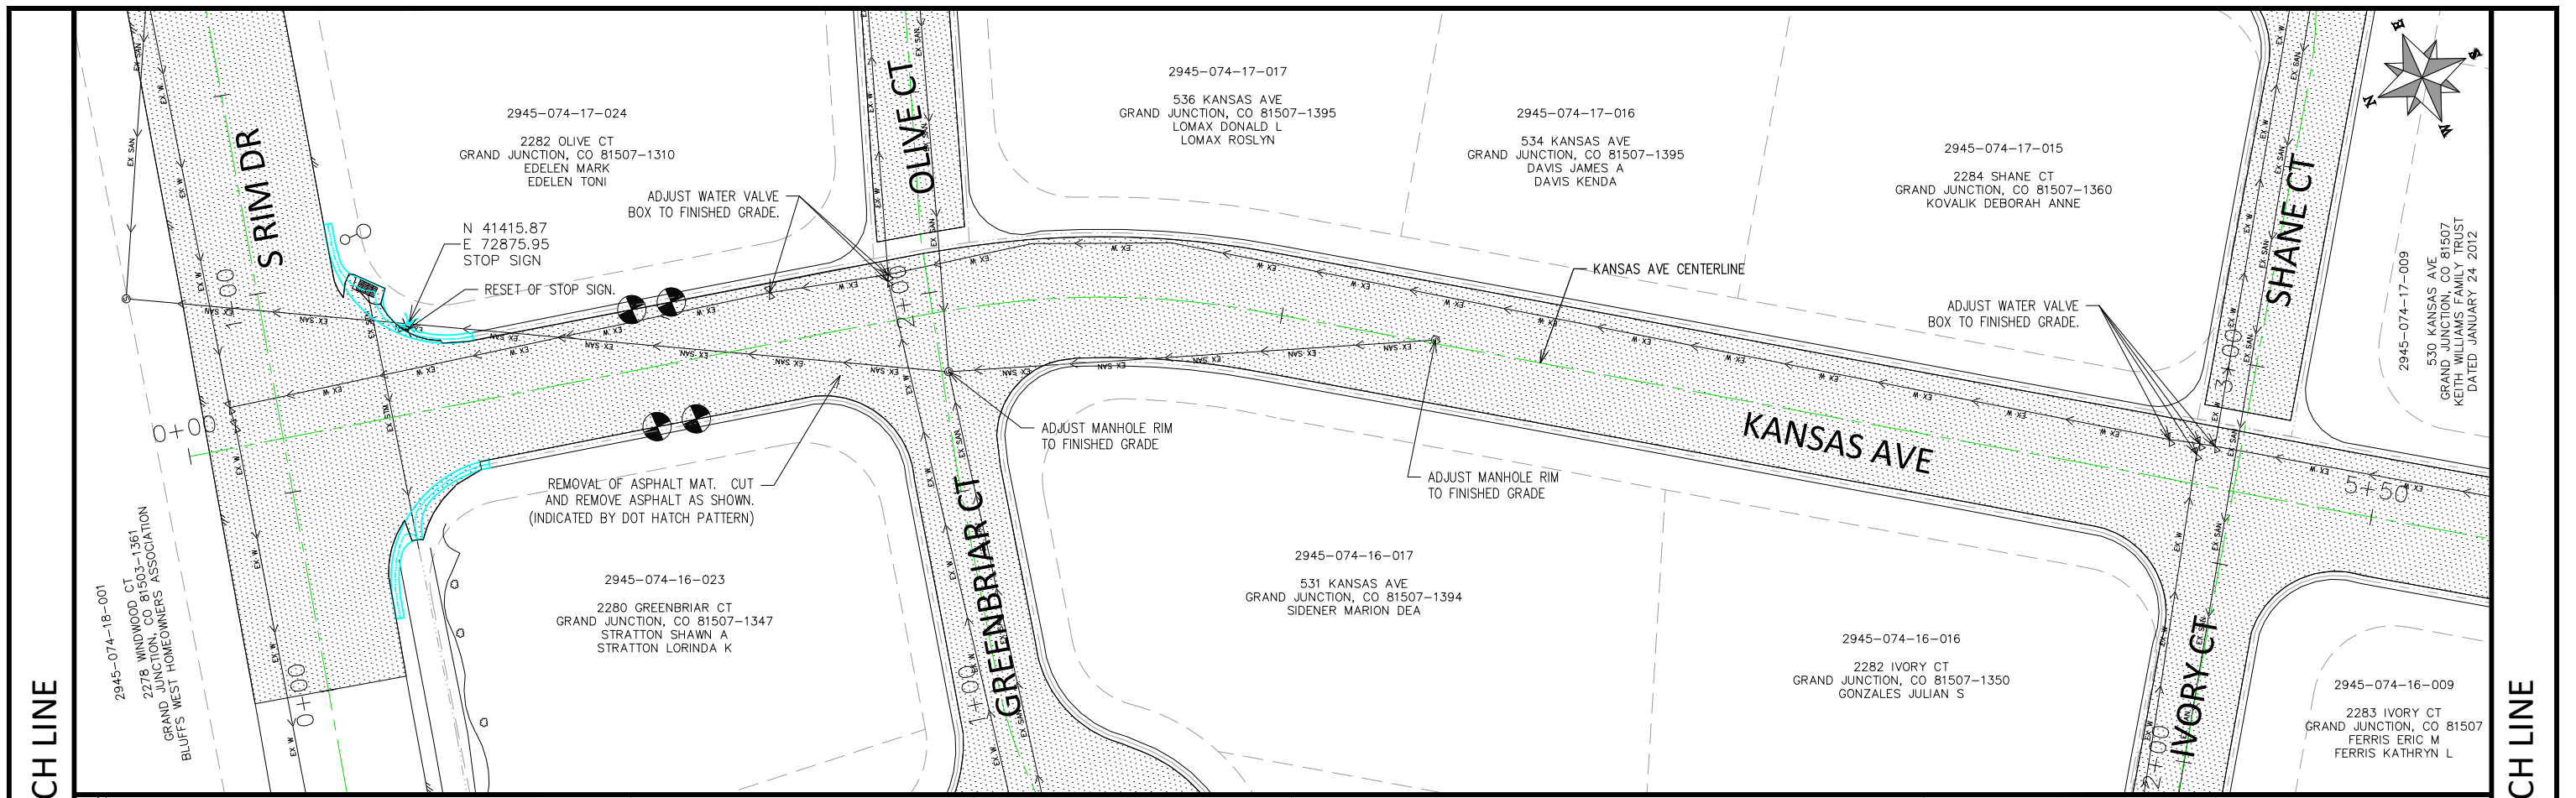 2945-074-17-024
2282 OLIVE CT
GRAND JUNCTION, CO 81507-1310
EDELEN MARK
EDELEN TONI
2945-074-17-017
536 KANSAS AVE
GRAND JUNCTION, CO 81507-1395
LOMAX DONALD L
LOMAX ROSLYN
2945-074-17-016
534 KANSAS AVE
GRAND JUNCTION, CO 81507-1395
DAVIS JAMES A
DAVIS KENDA
2945-074-17-015
2284 SHANE CT
GRAND JUNCTION, CO 81507-1360
KOVALIK DEBORAH ANNE
2945-074-17-009
530 KANSAS AVE
GRAND JUNCTION, CO 81507
KEITH WILLIAMS FAMILY TRUST
DATED JANUARY 24 2012
N
E
S
W
S RIM DR
OLIVE CT
SHANE CT
ADJUST WATER VALVE
BOX TO FINISHED GRADE.
N 41415.87
E 72875.95
STOP SIGN
RESET OF STOP SIGN.
KANSAS AVE CENTERLINE
ADJUST WATER VALVE
BOX TO FINISHED GRADE.
1+00
2+00
3+00
0+00
5+50
KANSAS AVE
ADJUST MANHOLE RIM
TO FINISHED GRADE
ADJUST MANHOLE RIM
TO FINISHED GRADE
REMOVAL OF ASPHALT MAT. CUT
AND REMOVE ASPHALT AS SHOWN.
(INDICATED BY DOT HATCH PATTERN)
2945-074-18-001
2278 WINDWOOD CT
GRAND JUNCTION, CO 81503-1361
BLUFFS WEST HOMEOWNERS ASSOCIATION
2945-074-16-023
2280 GREENBRIAR CT
GRAND JUNCTION, CO 81507-1347
STRATTON SHAWN A
STRATTON LORINDA K
GREENBRIAR CT
2945-074-16-017
531 KANSAS AVE
GRAND JUNCTION, CO 81507-1394
SIDENER MARION DEA
2945-074-16-016
2282 IVORY CT
GRAND JUNCTION, CO 81507-1350
GONZALES JULIAN S
IVORY CT
2945-074-16-009
2283 IVORY CT
GRAND JUNCTION, CO 81507
FERRIS ERIC M
FERRIS KATHRYN L
0+00
1+00
2+00
EX W
EX SAN
EX STM
CH LINE
CH LINE